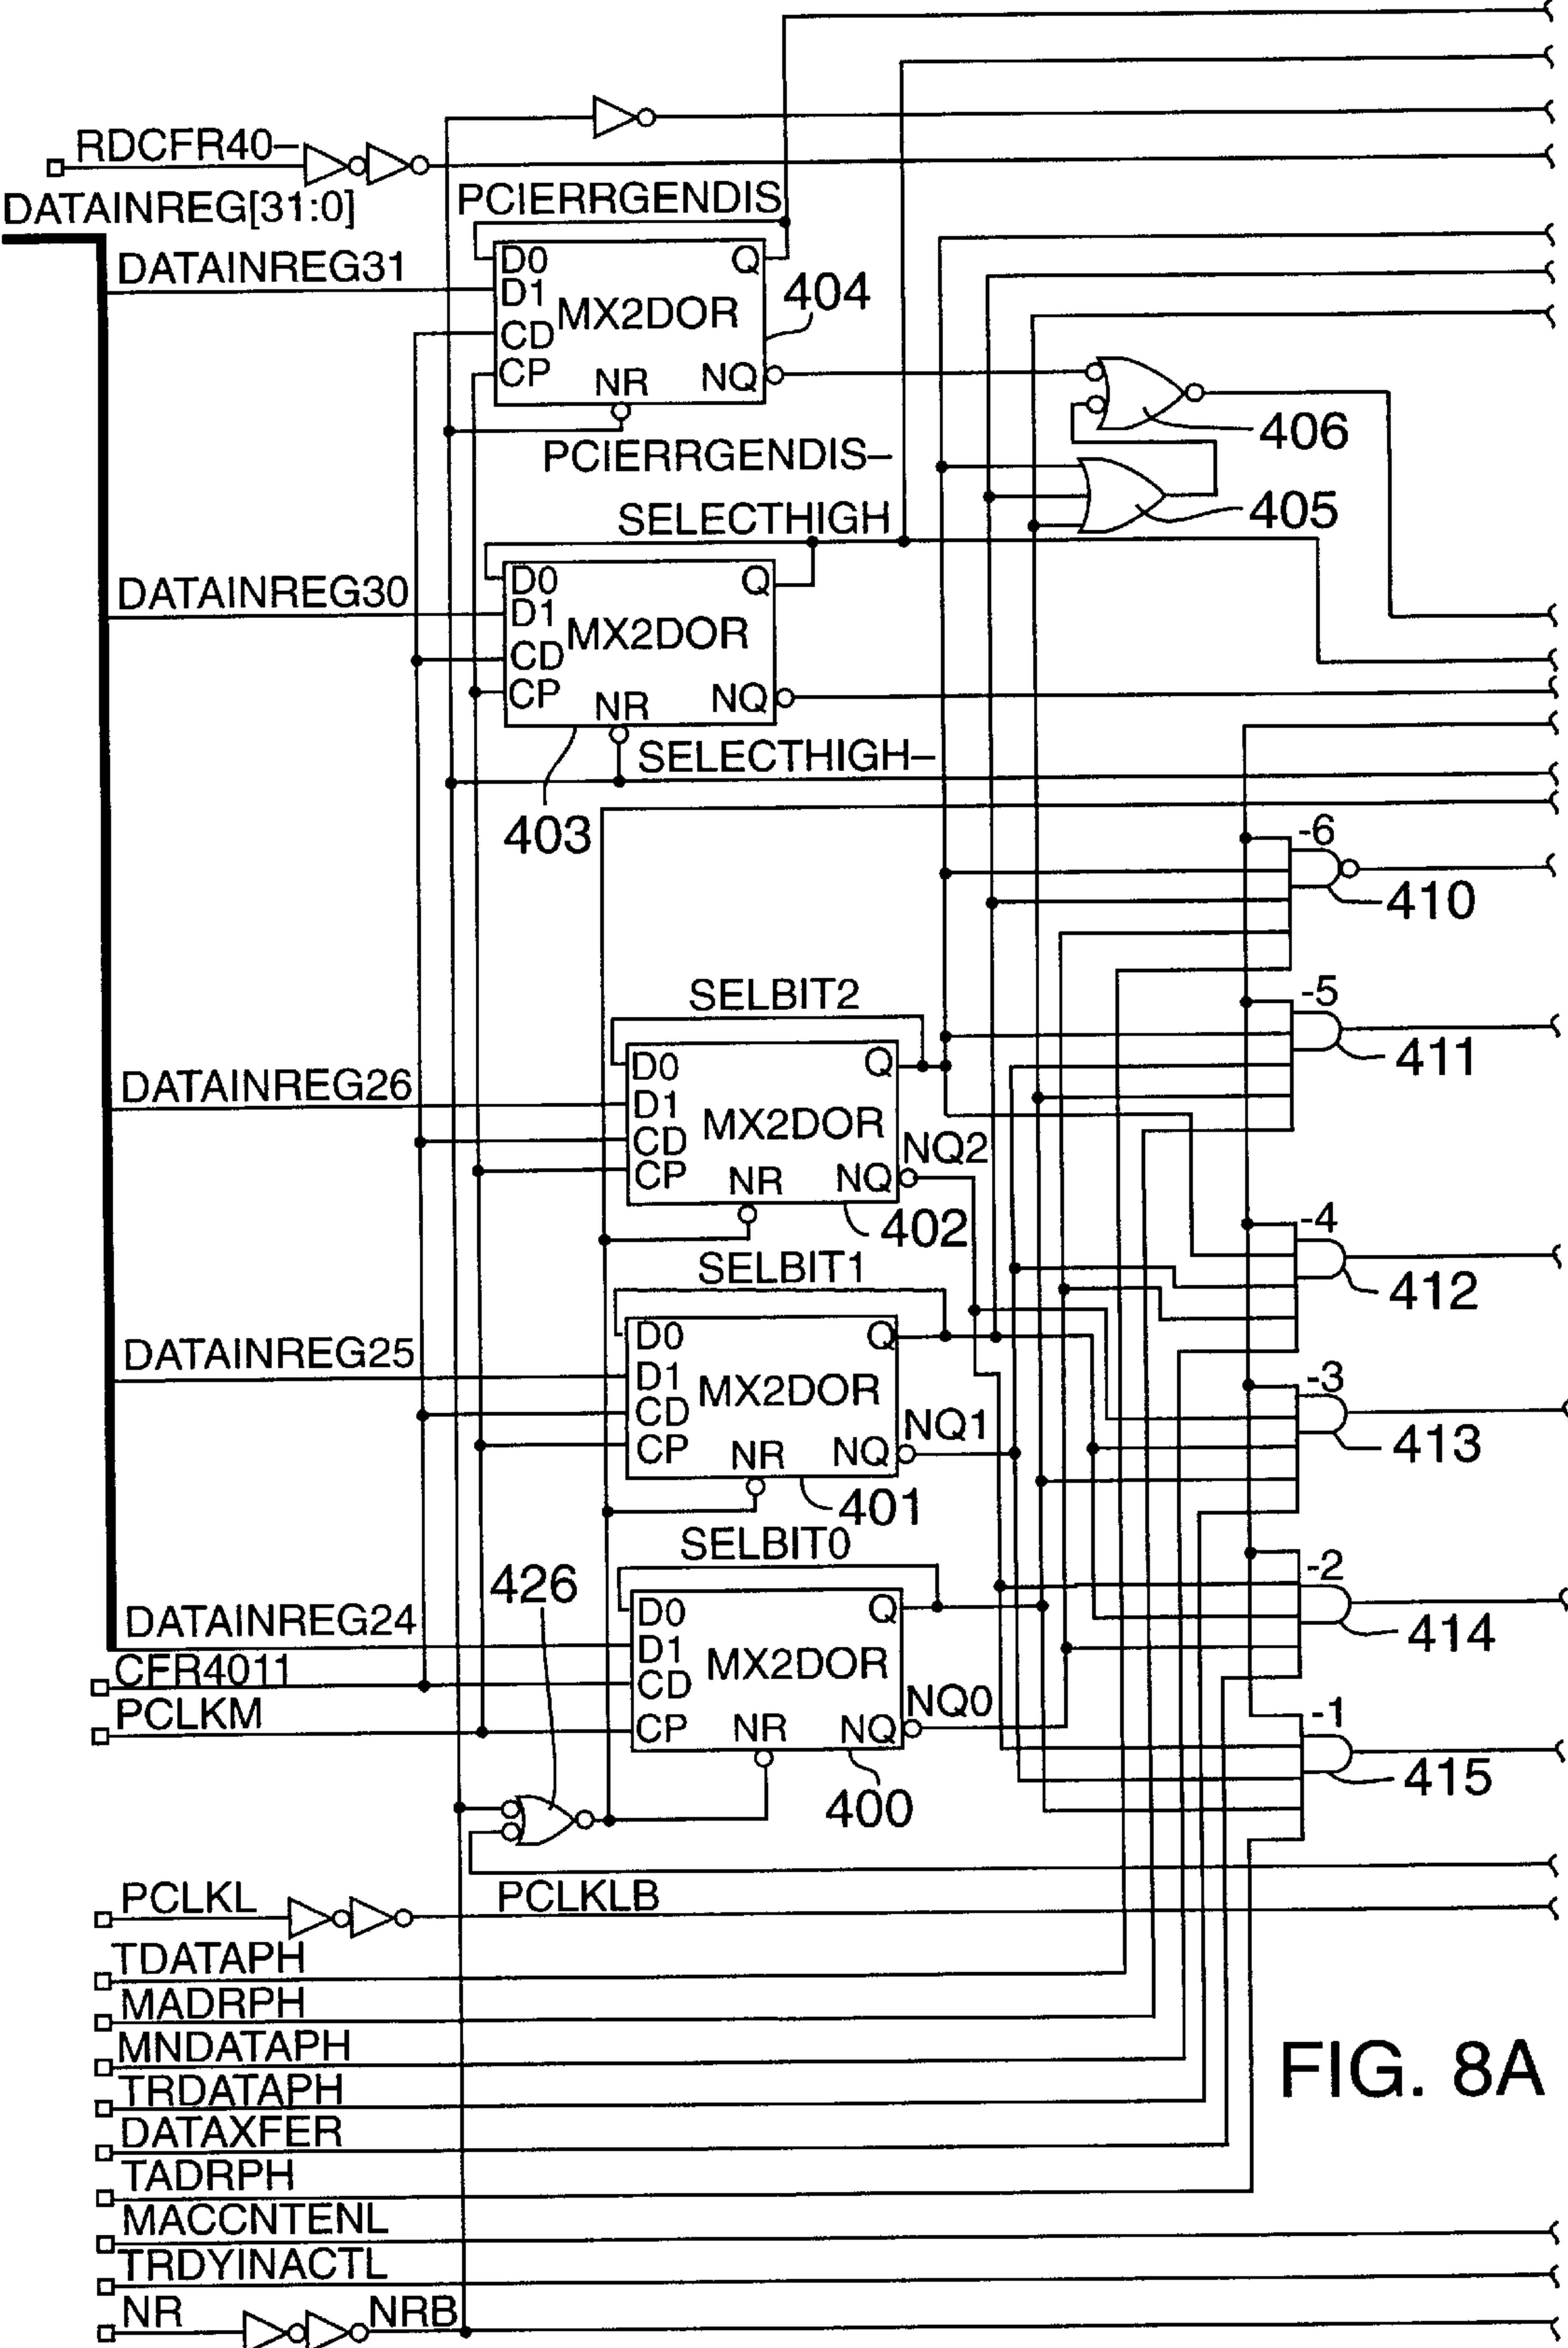 RDCFR40–
DATAINREG[31:0]
PCIERRGENDIS
DATAINREG31
D0
Q
D1
MX2DOR
404
CD
CP
NR
NQ
406
PCIERRGENDIS–
405
SELECTHIGH
DATAINREG30
D0
Q
D1
MX2DOR
CD
CP
NR
NQ
SELECTHIGH–
403
-6
410
SELBIT2
-5
411
DATAINREG26
D0
Q
D1
MX2DOR
CD
CP
NR
NQ
NQ2
402
-4
412
SELBIT1
DATAINREG25
D0
Q
D1
MX2DOR
CD
CP
NR
NQ
NQ1
401
-3
413
SELBIT0
426
DATAINREG24
D0
Q
D1
MX2DOR
CD
CP
NR
NQ
NQ0
400
-2
414
CFR4011
PCLKM
-1
415
PCLKL
PCLKLB
TDATAPH
MADRPH
MNDATAPH
TRDATAPH
DATAXFER
TADRPH
MACCNTENL
TRDYINACTL
NR
NRB
FIG. 8A